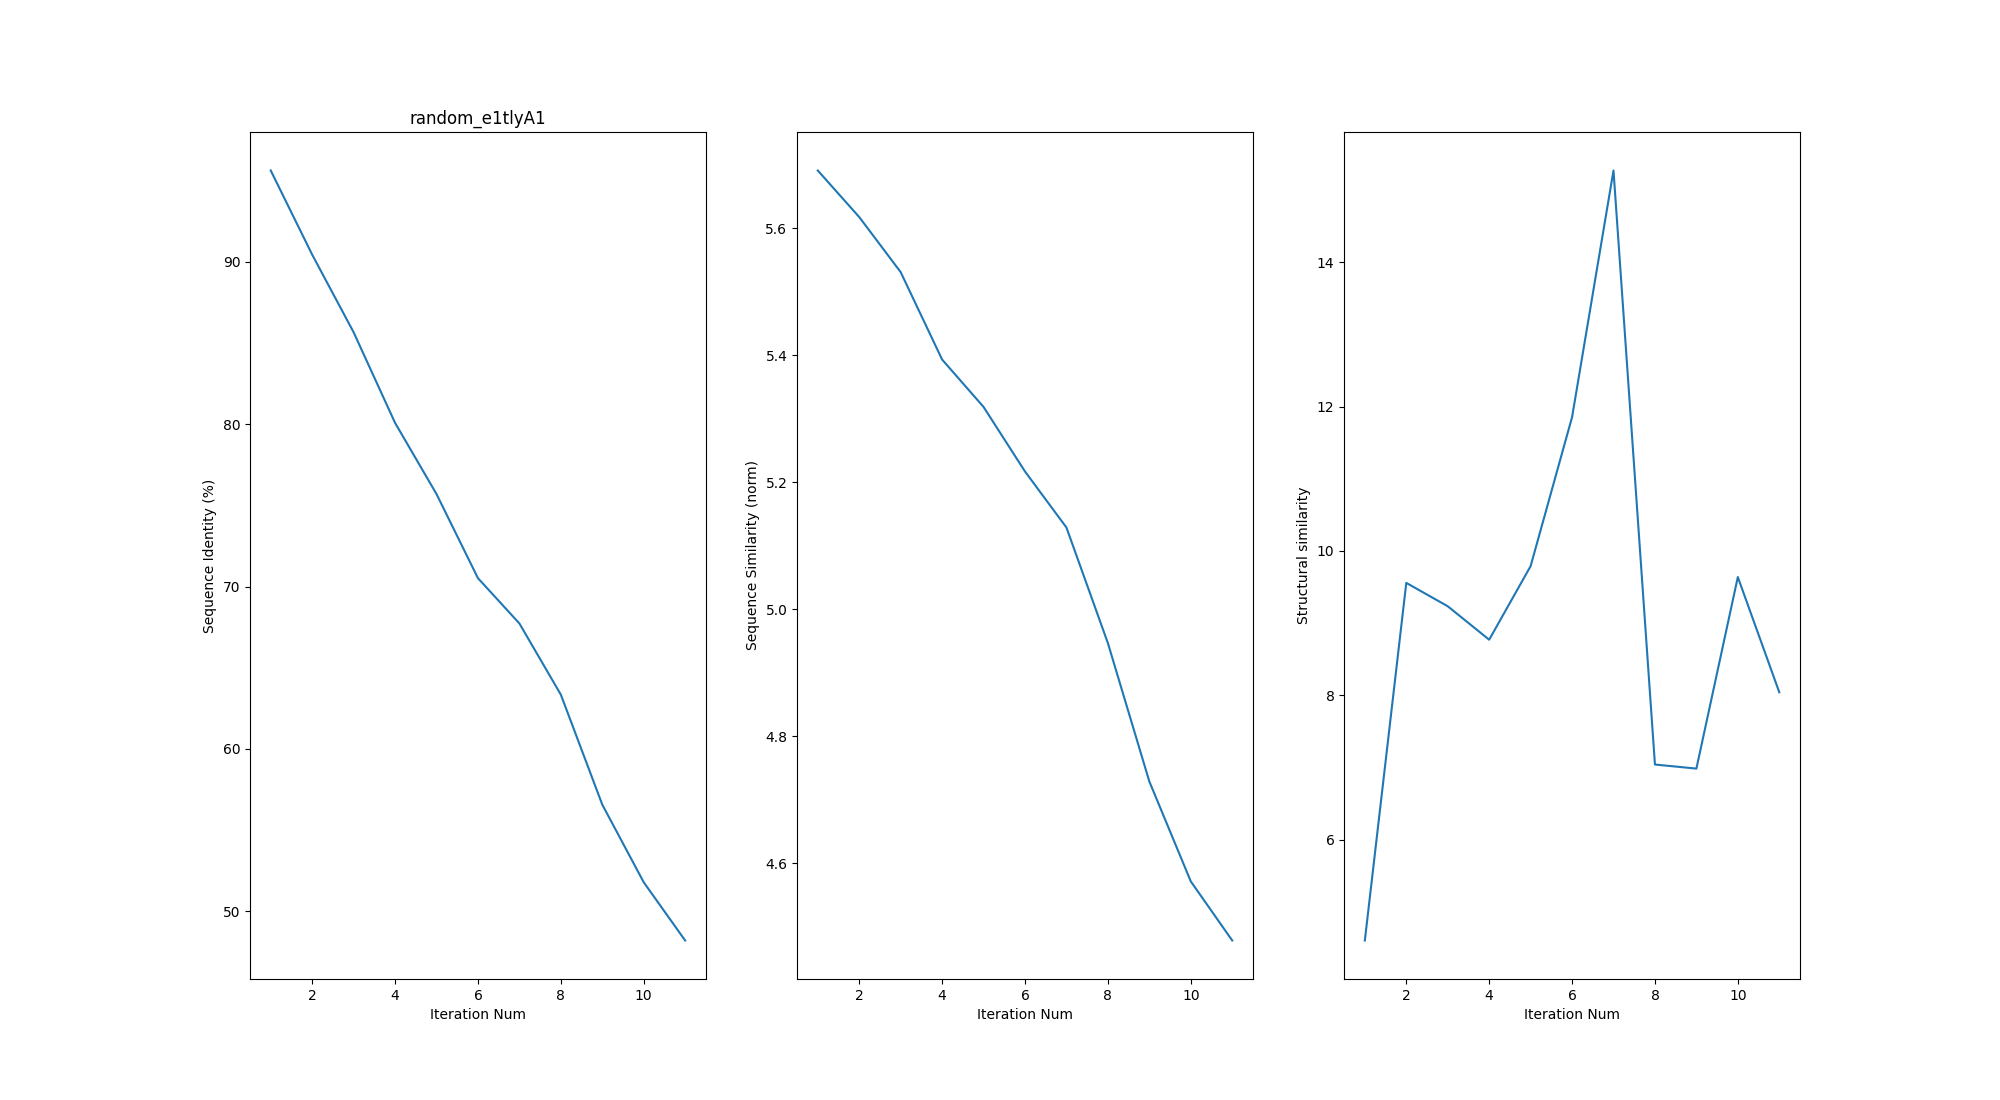 random_e1tlyA1
Sequence Identity (%)
90
80
70
60
50
2 4 6 8 10
Iteration Num
Sequence Similarity (norm)
5.6
5.4
5.2
5.0
4.8
4.6
2 4 6 8 10
Iteration Num
Structural similarity
14
12
10
8
6
2 4 6 8 10
Iteration Num